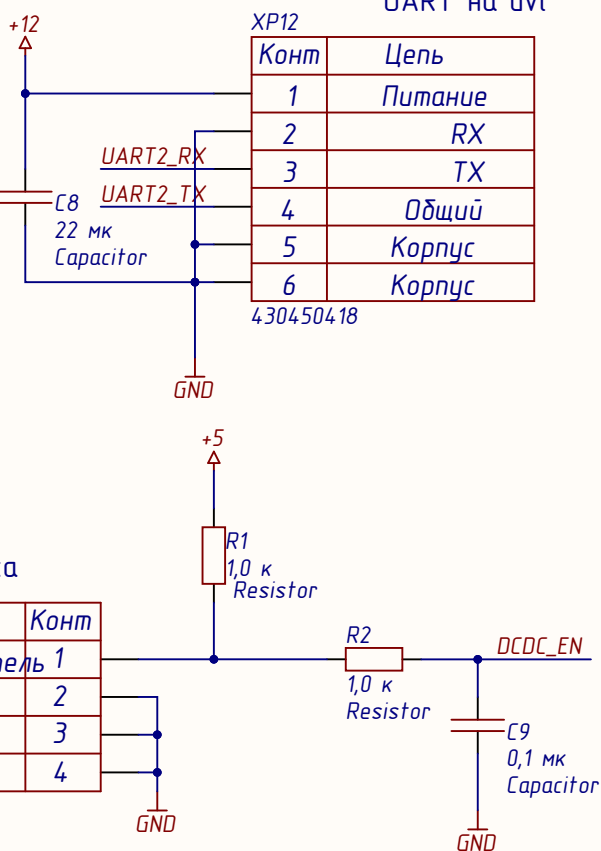 UART на dvl
+12
XP12
Конт Цепь
1 Питание
2 RX
UART2_RX
3 TX
UART2_TX
4 Общий
C8
22 мк
Capacitor
5 Корпус
6 Корпус
430450418
GND
+5
R1
1,0 к
Resistor
Конт
1
2
3
4
GND
R2
1,0 к
Resistor
DCDC_EN
C9
0,1 мк
Capacitor
GND